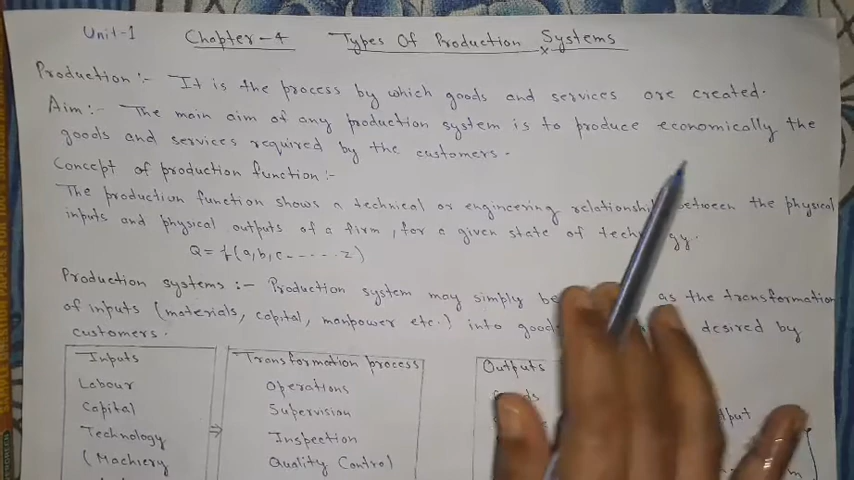 Unit-1 Chapter-4 Types Of Production Systems
Production :- It is the process by which goods and services are created.
Aim :- The main aim of any production system is to produce economically the
goods and services required by the customers.
Concept of production function :-
The production function shows a technical or engineering relationship between the physical
inputs and physical outputs of a firm, for a given state of
Q = f(a,b,c-----z)
Production systems :- Production system may simply be as the transformation
of inputs (materials, capital, manpower etc.) into desired by
customers.
Inputs Transformation process Outputs
Labour Operations
Capital Supervision
Technology Inspection
(Machiery Quality Control